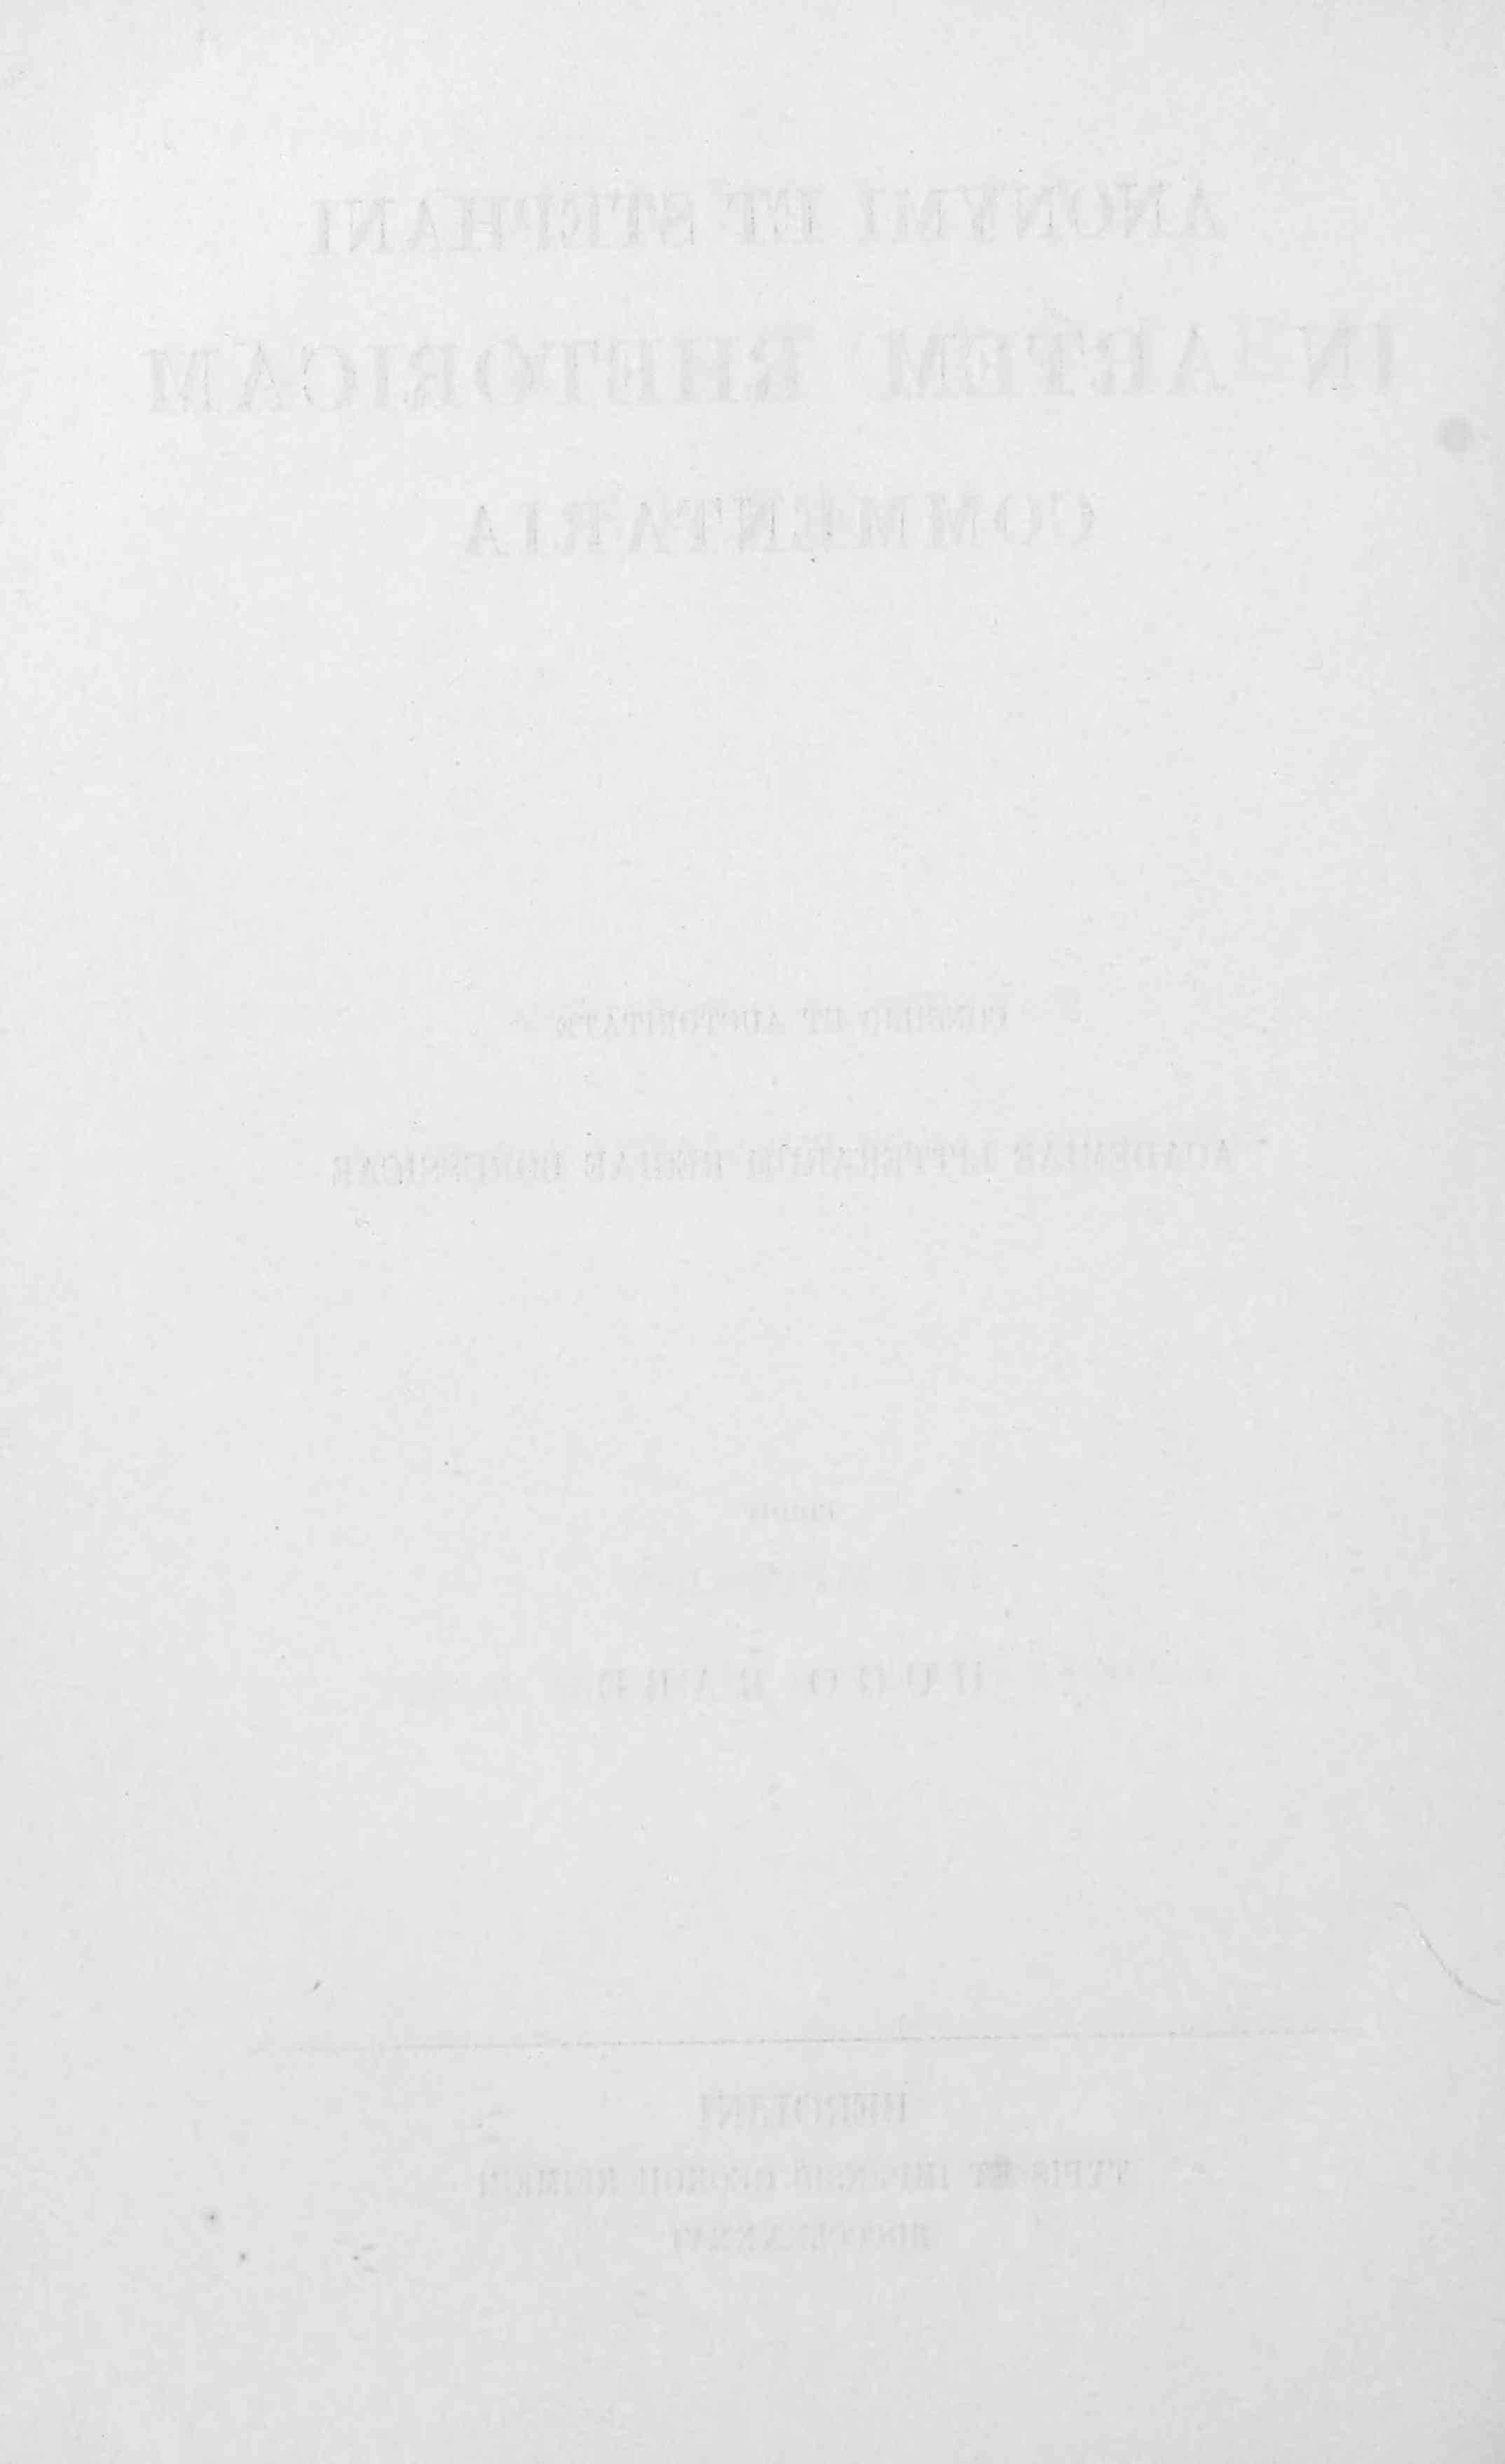 ANONYMI ET STEPHANI
IN ARTEM RHETORICAM
COMMENTARIA
CONSILIO ET AUCTORITATE
ACADEMIAE LITTERARUM REGIAE BORUSSICAE
EDIDIT
HUGO RABE
BEROLINI
TYPIS ET IMPENSIS GEORGII REIMERI